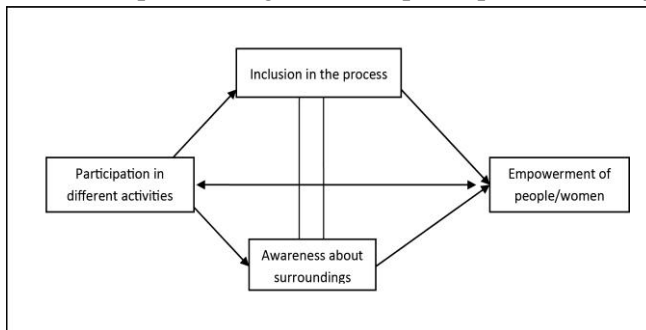 Inclusion in the process
Participation in
different activities
Empowerment of
people/women
Awareness about
surroundings